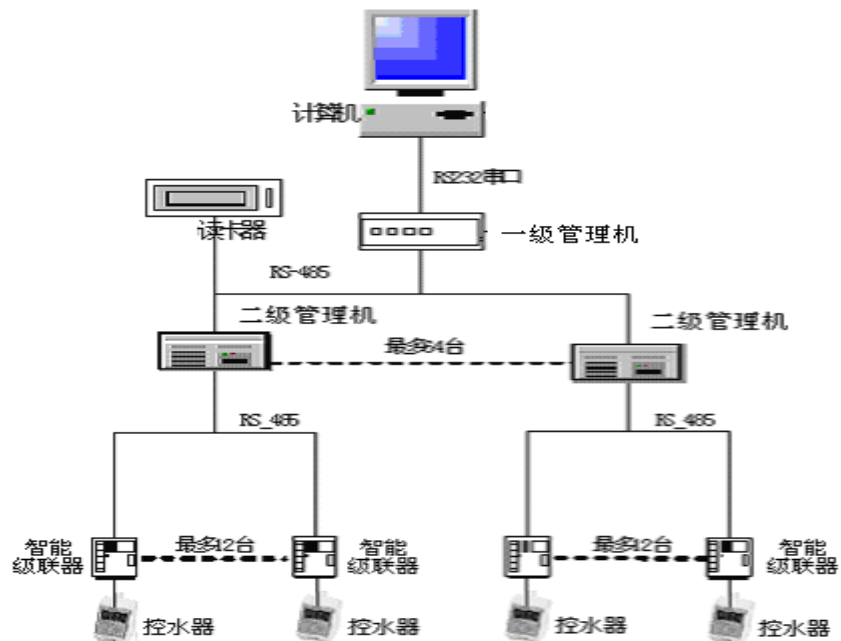 计算机
RS232串口
读卡器
一级管理机
RS-485
二级管理机
二级管理机
最多64台
RS_485
RS_485
智能
级联器
最多12台
智能
级联器
最多12台
智能
级联器
控水器
控水器
控水器
控水器